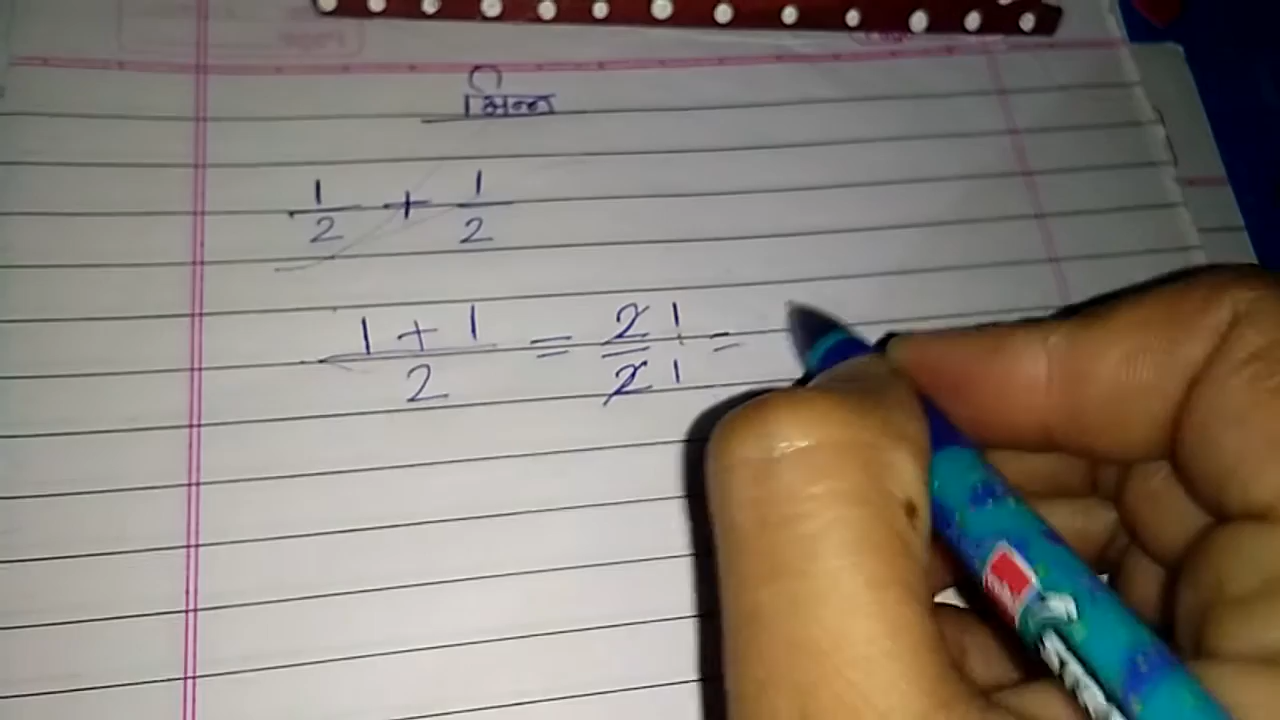 भिन्न
1/2 + 1/2
1 + 1/2 = 2 1/2 1 =